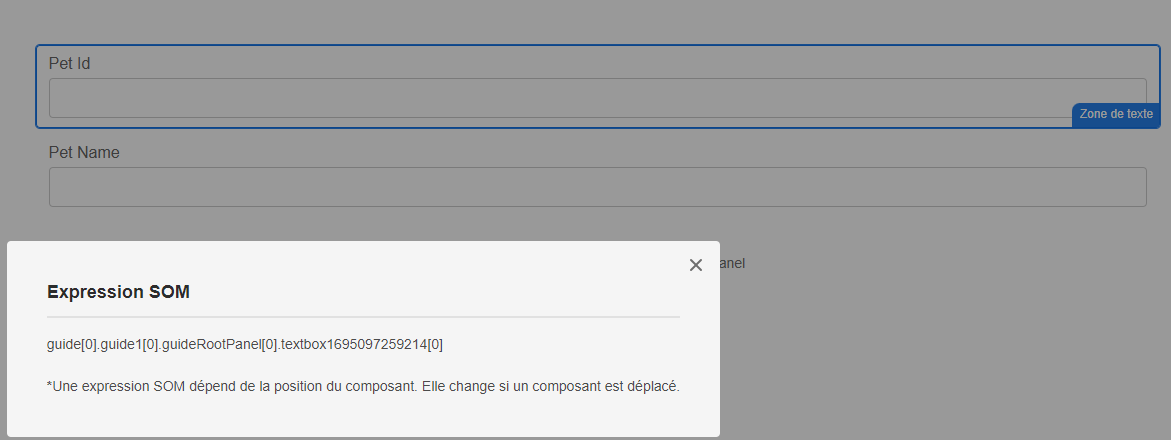 Pet Id
Zone de texte
Pet Name
anel
Expression SOM
guide[0].guide1[0].guideRootPanel[0].textbox1695097259214[0]
*Une expression SOM dépend de la position du composant. Elle change si un composant est déplacé.